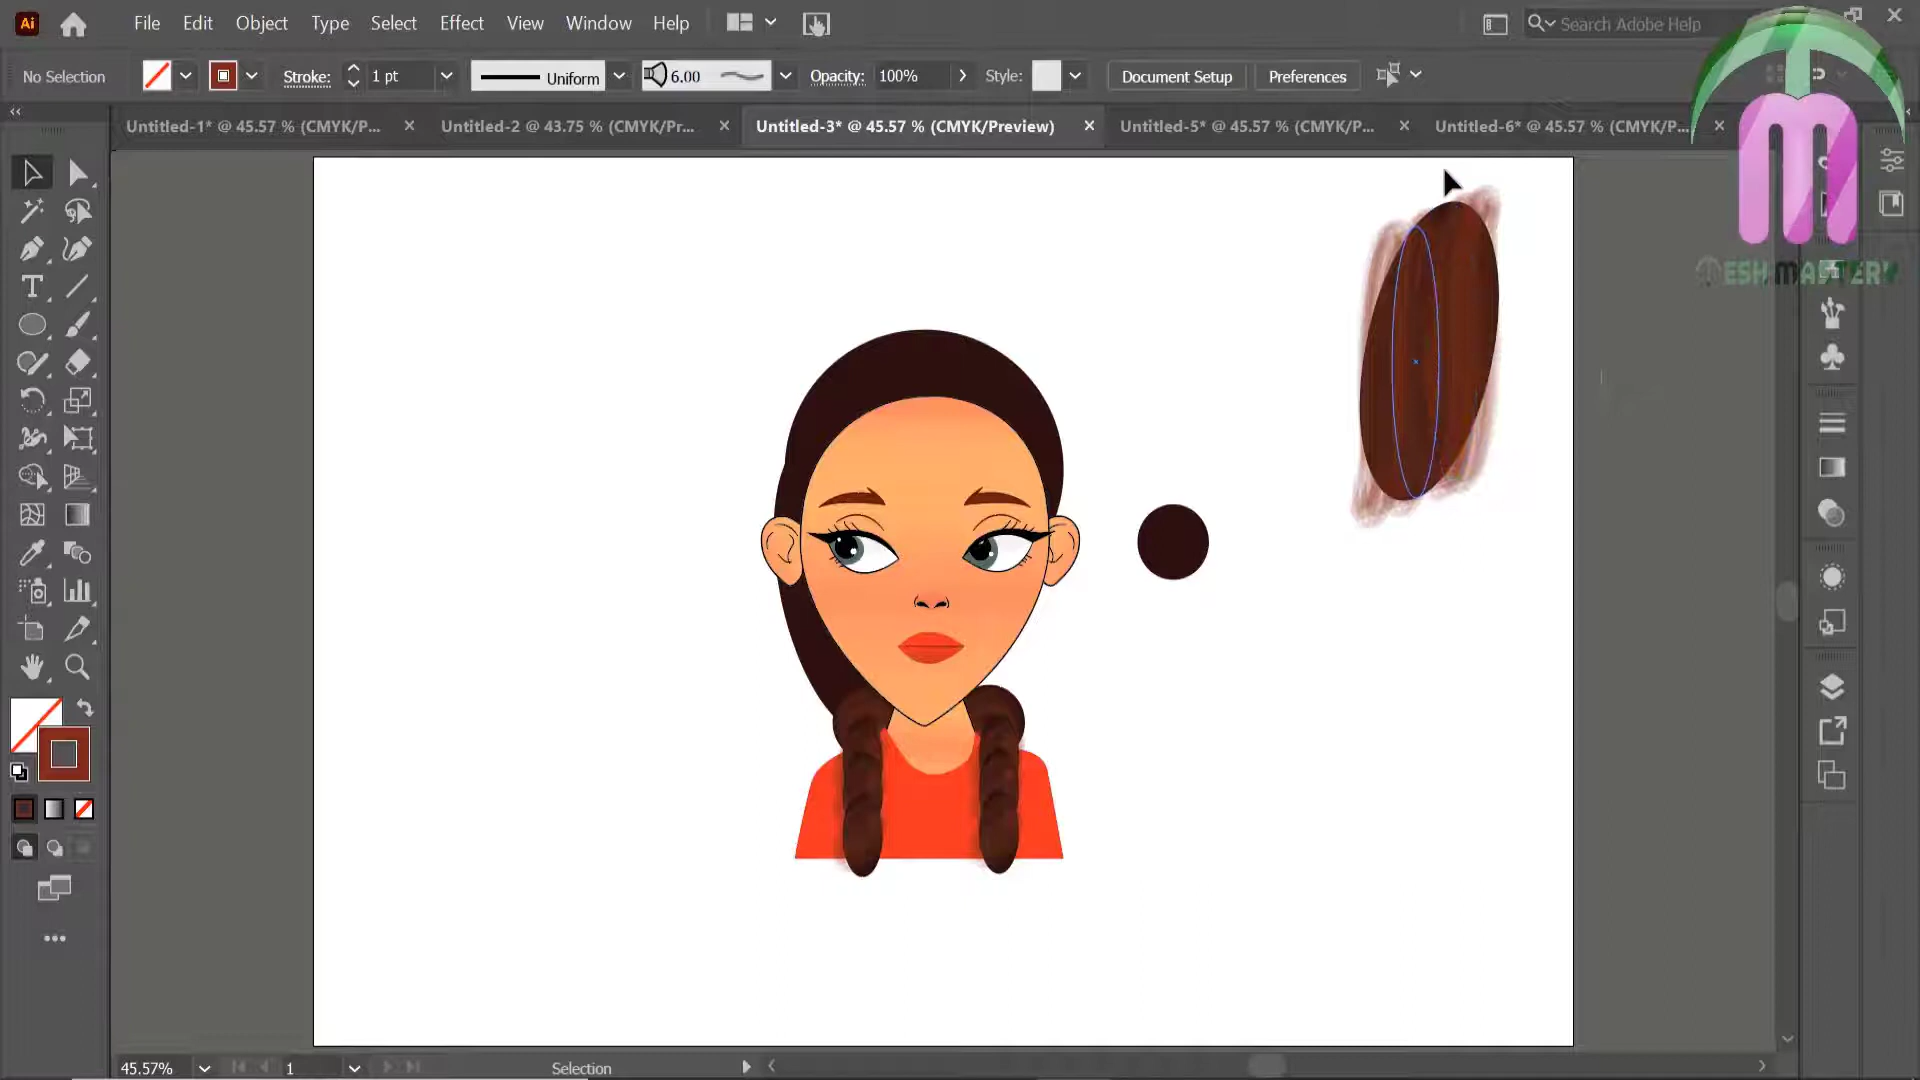 Ai
File Edit Object Type Select Effect View Window Help
Search Adobe Help
No Selection Stroke: 1 pt Uniform 6.00 Opacity: 100% Style: Document Setup Preferences
Untitled-1* @ 45.57 % (CMYK/P... Untitled-2 @ 43.75 % (CMYK/Pr... Untitled-3* @ 45.57 % (CMYK/Preview) Untitled-5* @ 45.57 % (CMYK/P... Untitled-6* @ 45.57 % (CMYK/P...
ESH MASTERY
45.57% 1 Selection